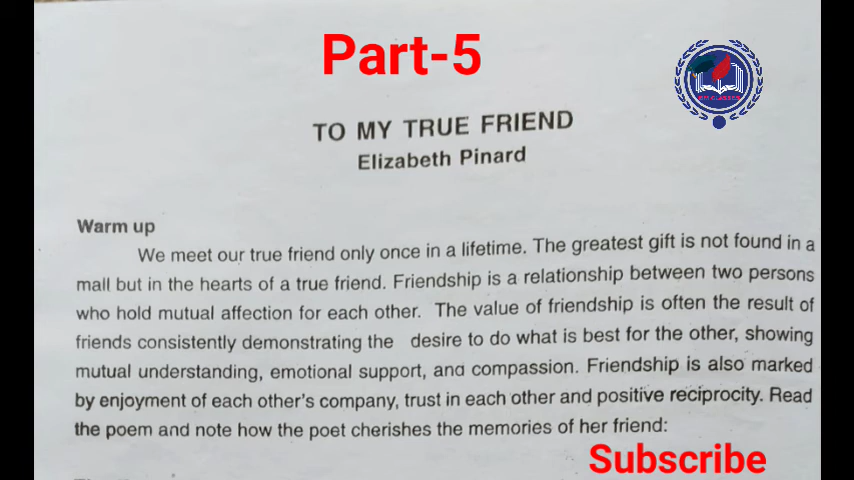 Part-5
TO MY TRUE FRIEND
Elizabeth Pinard
Warm up
We meet our true friend only once in a lifetime. The greatest gift is not found in a
mall but in the hearts of a true friend. Friendship is a relationship between two persons
who hold mutual affection for each other. The value of friendship is often the result of
friends consistently demonstrating the desire to do what is best for the other, showing
mutual understanding, emotional support, and compassion. Friendship is also marked
by enjoyment of each other's company, trust in each other and positive reciprocity. Read
the poem and note how the poet cherishes the memories of her friend:
Subscribe